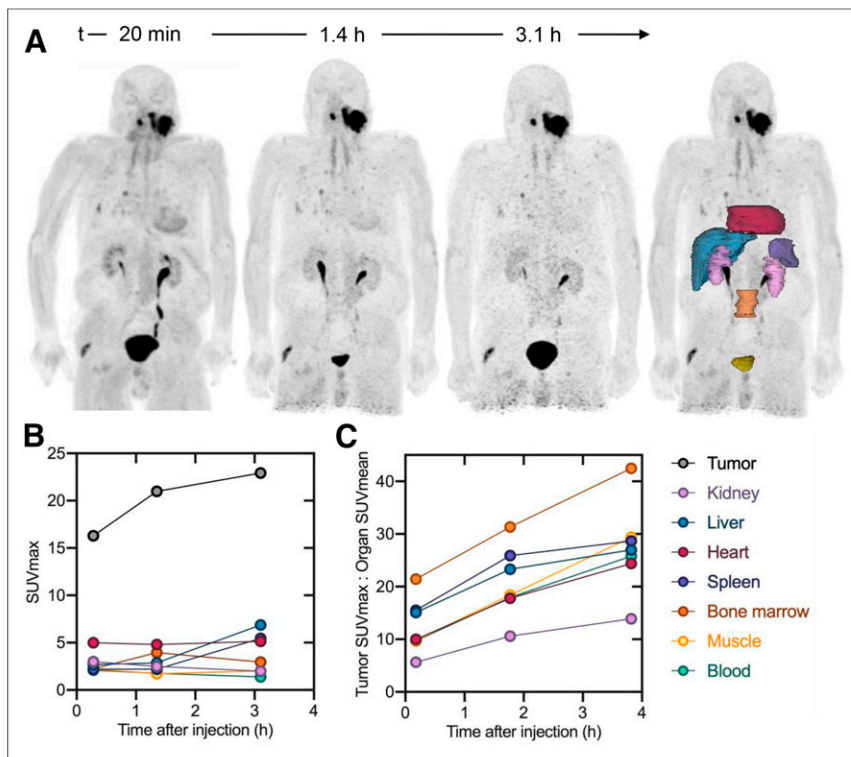 A
t
20 min
1.4 h
3.1 h
B
25
20
15
10
5
0
SUVmax
0 1 2 3 4
Time after injection (h)
C
40
30
20
10
0
Tumor SUVmax : Organ SUVmean
0 1 2 3 4
Time after injection (h)
Tumor
Kidney
Liver
Heart
Spleen
Bone marrow
Muscle
Blood